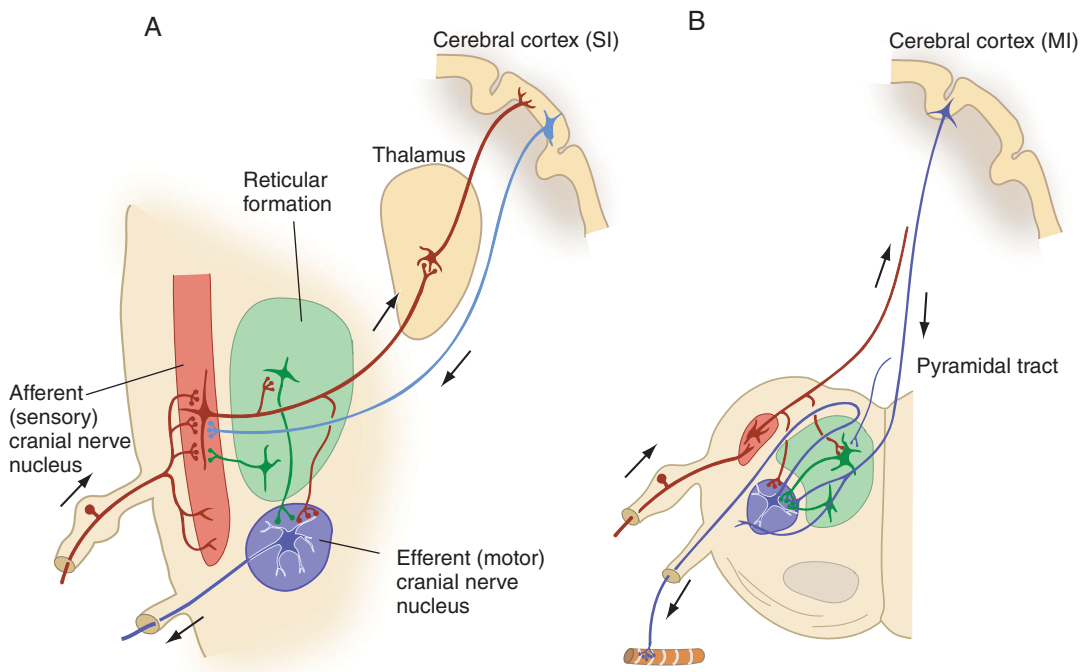 A
Cerebral cortex (SI)
Thalamus
Reticular
formation
Afferent
(sensory)
cranial nerve
nucleus
Efferent (motor)
cranial nerve
nucleus
B
Cerebral cortex (MI)
Pyramidal tract